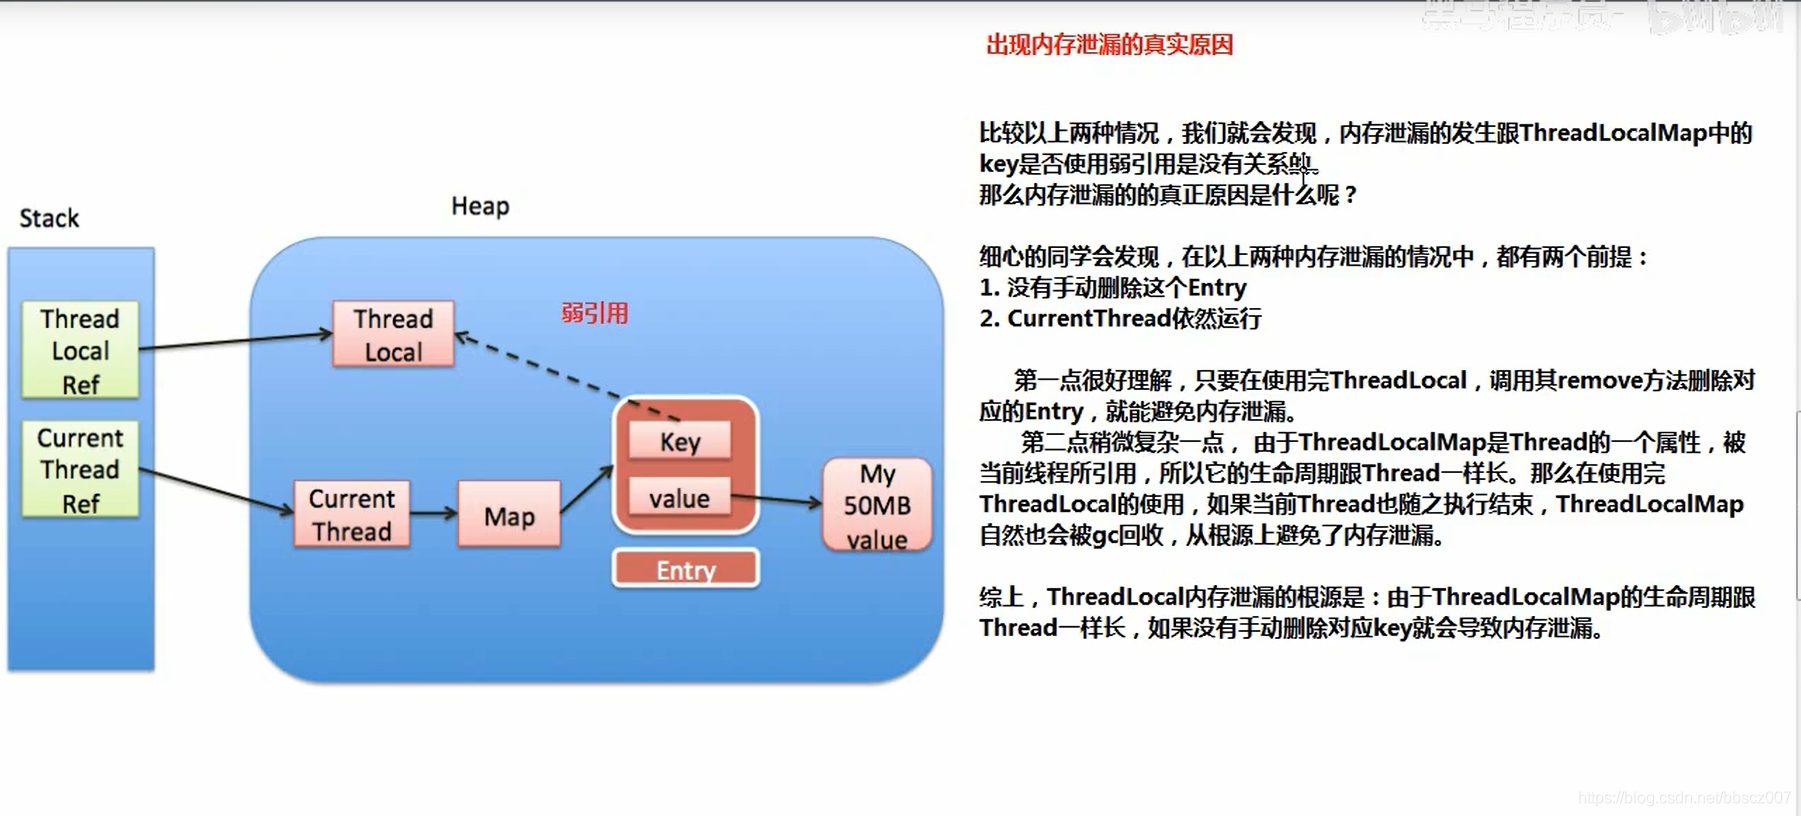 黑马程序员- bilibili
出现内存泄漏的真实原因
比较以上两种情况，我们就会发现，内存泄漏的发生跟ThreadLocalMap中的
key是否使用弱引用是没有关系的。
那么内存泄漏的的真正原因是什么呢？
细心的同学会发现，在以上两种内存泄漏的情况中，都有两个前提：
1. 没有手动删除这个Entry
2. CurrentThread依然运行
第一点很好理解，只要在使用完ThreadLocal，调用其remove方法删除对
应的Entry，就能避免内存泄漏。
第二点稍微复杂一点， 由于ThreadLocalMap是Thread的一个属性，被
当前线程所引用，所以它的生命周期跟Thread一样长。那么在使用完
ThreadLocal的使用，如果当前Thread也随之执行结束，ThreadLocalMap
自然也会被gc回收，从根源上避免了内存泄漏。
综上，ThreadLocal内存泄漏的根源是：由于ThreadLocalMap的生命周期跟
Thread一样长，如果没有手动删除对应key就会导致内存泄漏。
Stack
Heap
Thread
Local
Ref
Current
Thread
Ref
Thread
Local
弱引用
Current
Thread
Map
Key
value
Entry
My
50MB
value
https://blog.csdn.net/bbscz007